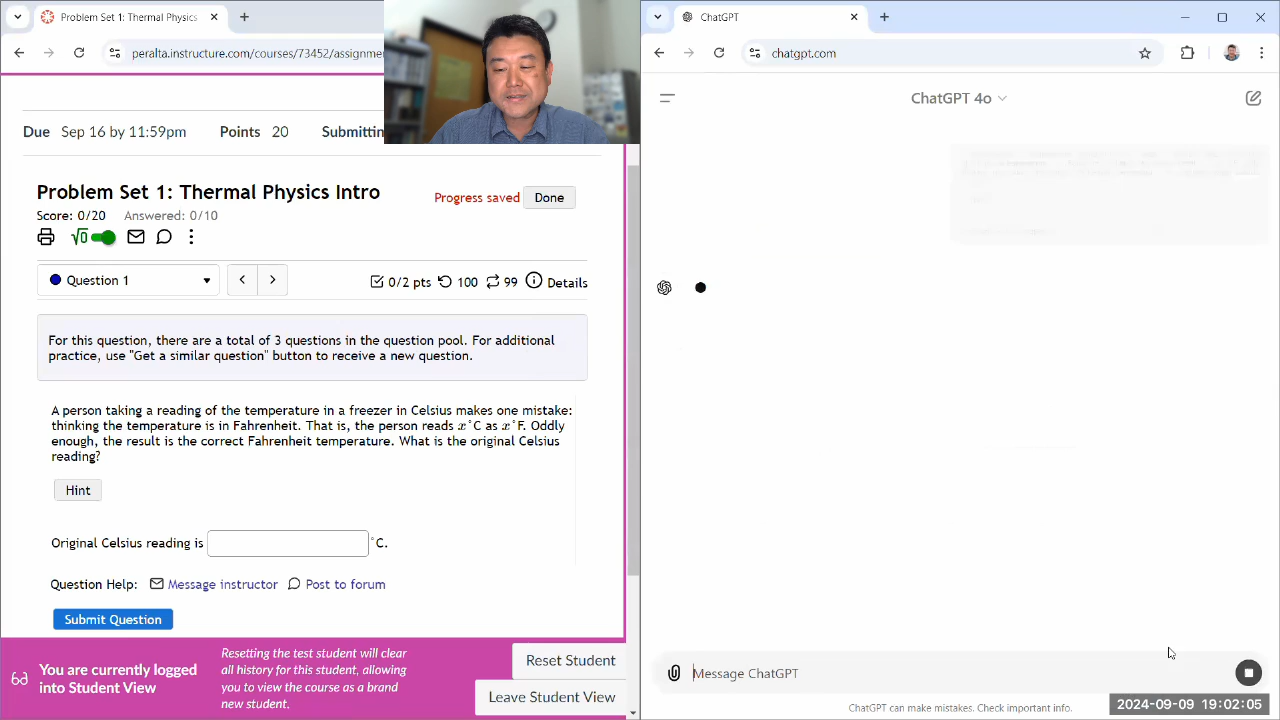 Problem Set 1: Thermal Physics
peralta.instructure.com/courses/73452/assignme
Due Sep 16 by 11:59pm Points 20 Submittin
Problem Set 1: Thermal Physics Intro
Progress saved Done
Score: 0/20 Answered: 0/10
√0
Question 1
0/2 pts 100 99 Details
For this question, there are a total of 3 questions in the question pool. For additional
practice, use "Get a similar question" button to receive a new question.
A person taking a reading of the temperature in a freezer in Celsius makes one mistake:
thinking the temperature is in Fahrenheit. That is, the person reads x°C as x°F. Oddly
enough, the result is the correct Fahrenheit temperature. What is the original Celsius
reading?
Hint
Original Celsius reading is °C.
Question Help: Message instructor Post to forum
Submit Question
You are currently logged
into Student View
Resetting the test student will clear
all history for this student, allowing
you to view the course as a brand
new student.
Reset Student
Leave Student View
ChatGPT
chatgpt.com
ChatGPT 4o
Message ChatGPT
ChatGPT can make mistakes. Check important info.
2024-09-09 19:02:05